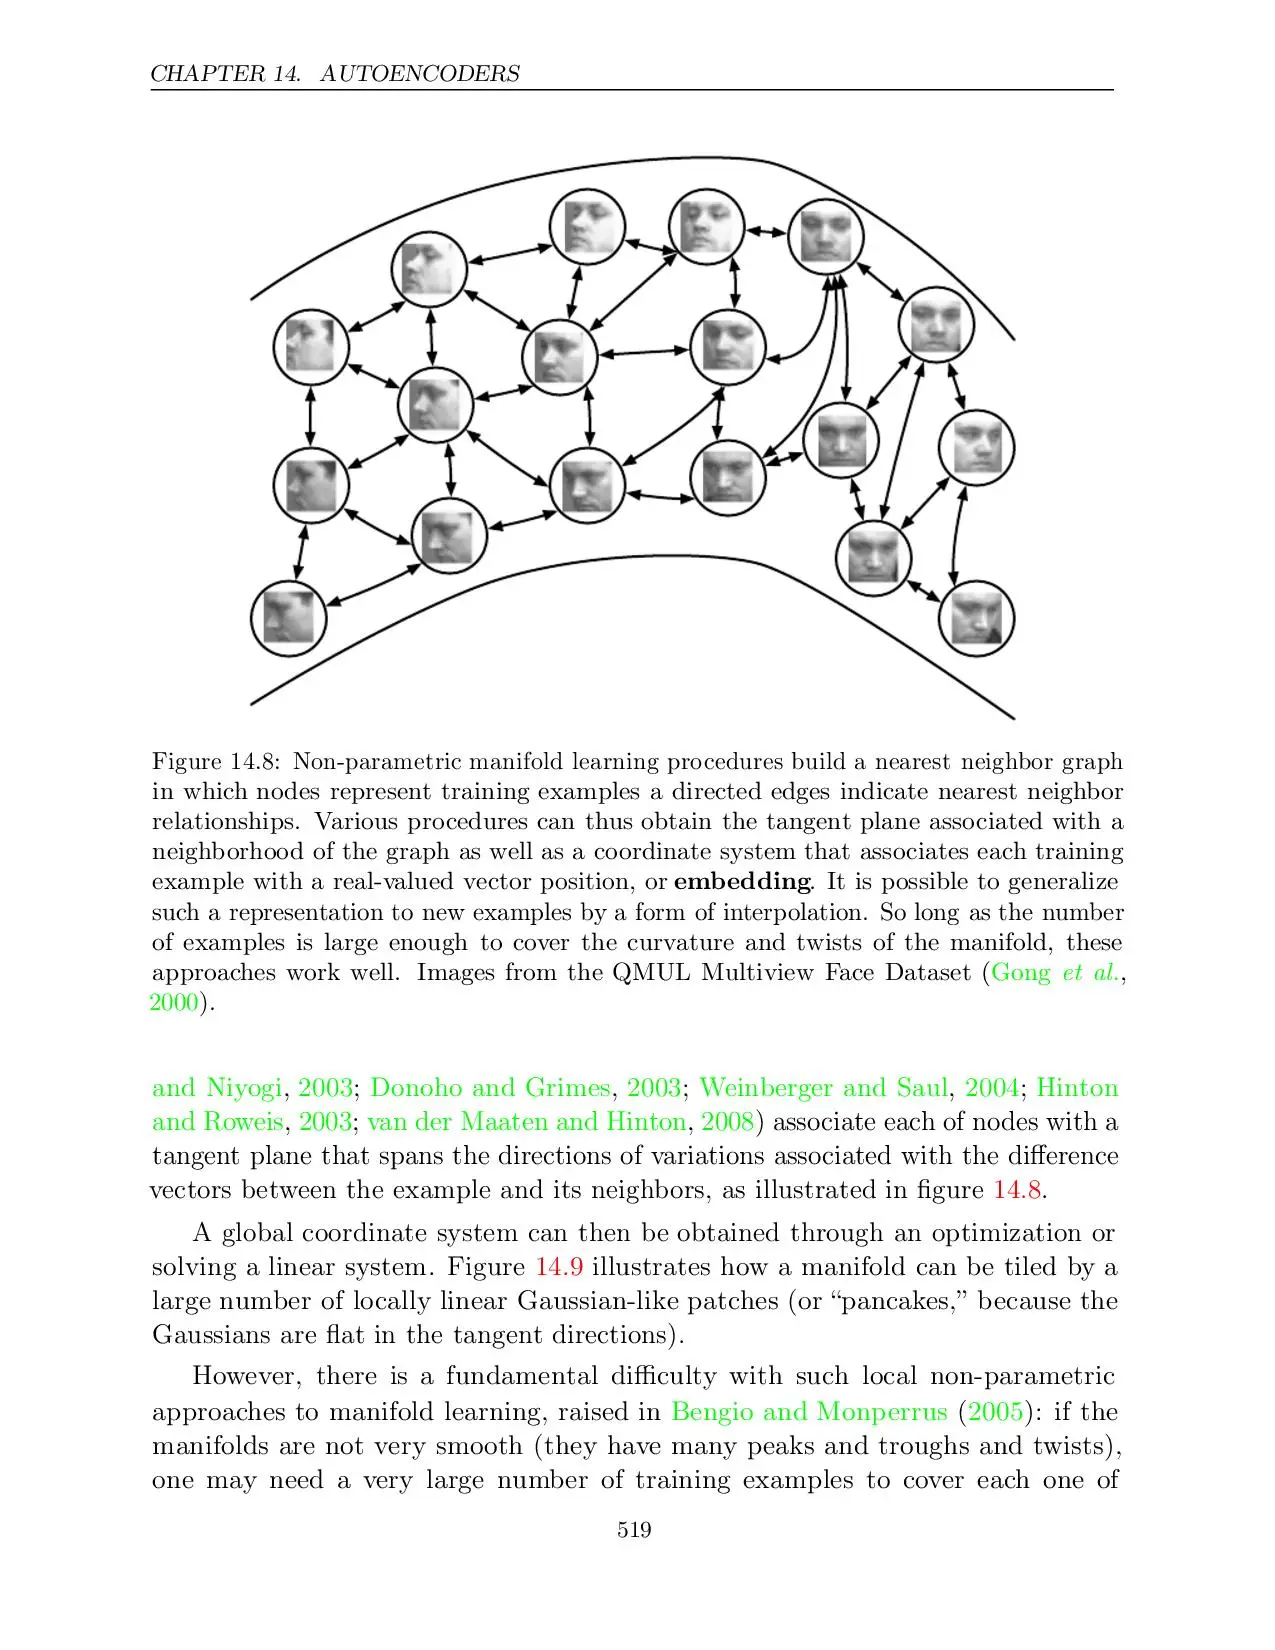 CHAPTER 14. AUTOENCODERS
Figure 14.8: Non-parametric manifold learning procedures build a nearest neighbor graph
in which nodes represent training examples a directed edges indicate nearest neighbor
relationships. Various procedures can thus obtain the tangent plane associated with a
neighborhood of the graph as well as a coordinate system that associates each training
example with a real-valued vector position, or embedding. It is possible to generalize
such a representation to new examples by a form of interpolation. So long as the number
of examples is large enough to cover the curvature and twists of the manifold, these
approaches work well. Images from the QMUL Multiview Face Dataset (Gong et al.,
2000).
and Niyogi, 2003; Donoho and Grimes, 2003; Weinberger and Saul, 2004; Hinton
and Roweis, 2003; van der Maaten and Hinton, 2008) associate each of nodes with a
tangent plane that spans the directions of variations associated with the difference
vectors between the example and its neighbors, as illustrated in figure 14.8.
A global coordinate system can then be obtained through an optimization or
solving a linear system. Figure 14.9 illustrates how a manifold can be tiled by a
large number of locally linear Gaussian-like patches (or “pancakes,” because the
Gaussians are flat in the tangent directions).
However, there is a fundamental difficulty with such local non-parametric
approaches to manifold learning, raised in Bengio and Monperrus (2005): if the
manifolds are not very smooth (they have many peaks and troughs and twists),
one may need a very large number of training examples to cover each one of
519